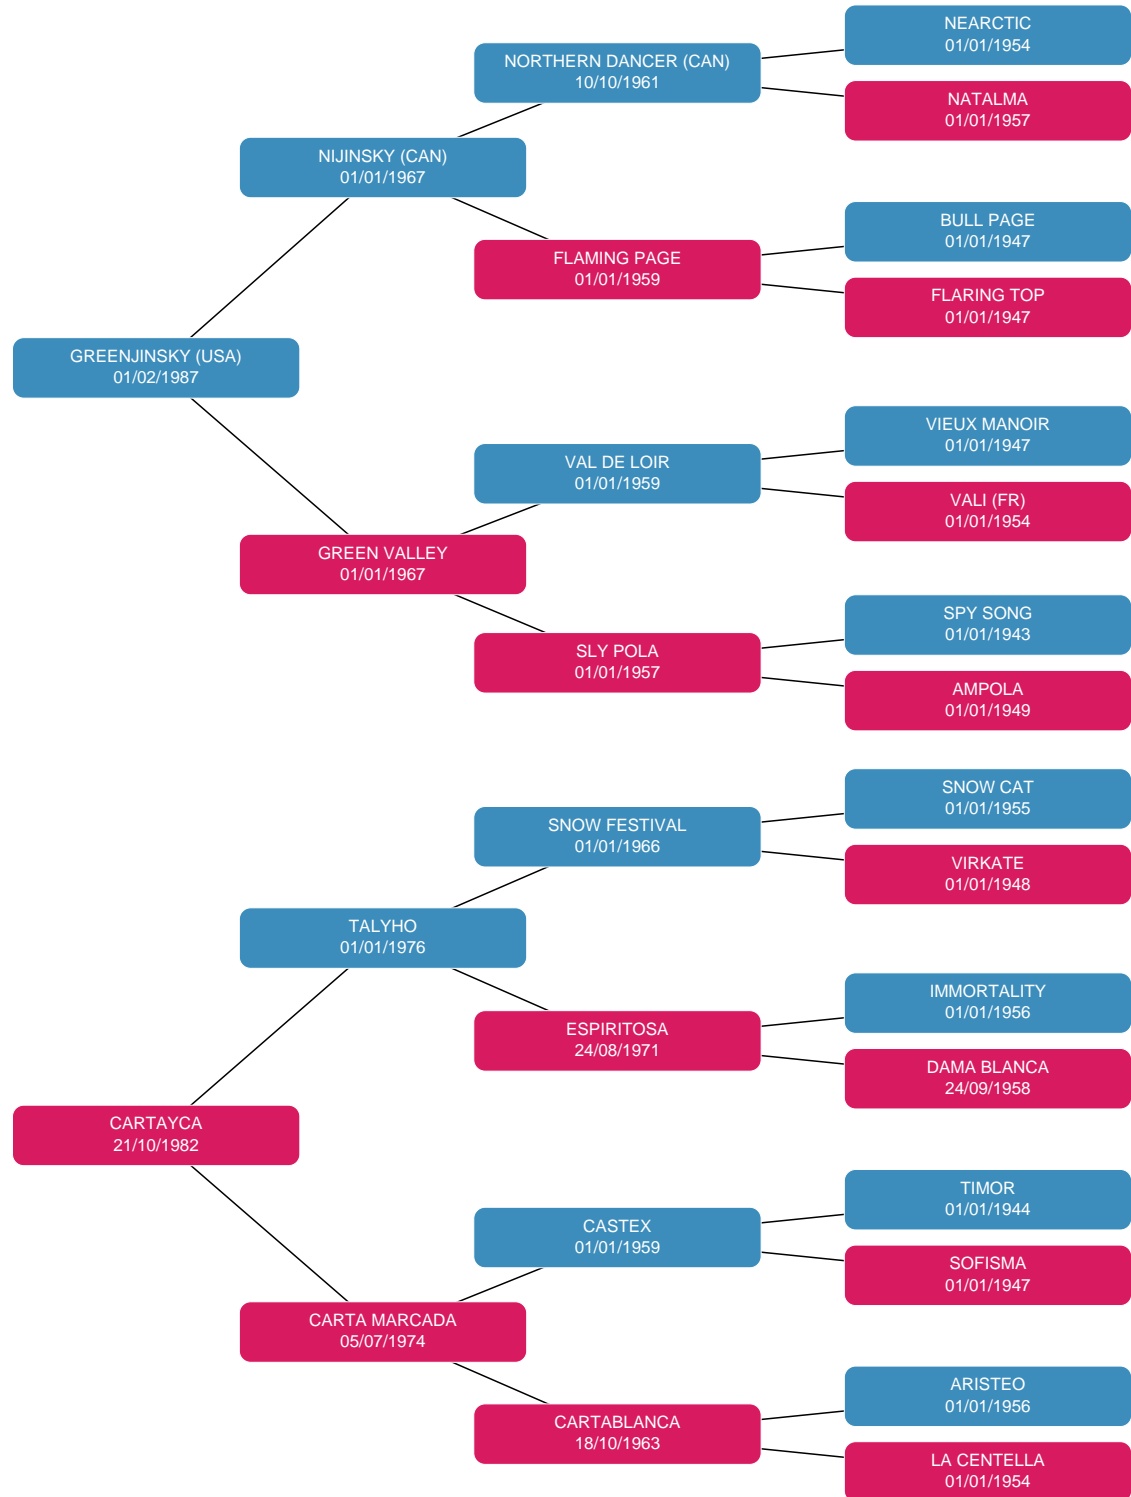 NEARCTIC
01/01/1954
NORTHERN DANCER (CAN)
10/10/1961
NATALMA
01/01/1957
NIJINSKY (CAN)
01/01/1967
BULL PAGE
01/01/1947
FLAMING PAGE
01/01/1959
FLARING TOP
01/01/1947
GREENJINSKY (USA)
01/02/1987
VIEUX MANOIR
01/01/1947
VAL DE LOIR
01/01/1959
VALI (FR)
01/01/1954
GREEN VALLEY
01/01/1967
SPY SONG
01/01/1943
SLY POLA
01/01/1957
AMPOLA
01/01/1949
SNOW CAT
01/01/1955
SNOW FESTIVAL
01/01/1966
VIRKATE
01/01/1948
TALYHO
01/01/1976
IMMORTALITY
01/01/1956
ESPIRITOSA
24/08/1971
DAMA BLANCA
24/09/1958
CARTAYCA
21/10/1982
TIMOR
01/01/1944
CASTEX
01/01/1959
SOFISMA
01/01/1947
CARTA MARCADA
05/07/1974
ARISTEO
01/01/1956
CARTABLANCA
18/10/1963
LA CENTELLA
01/01/1954